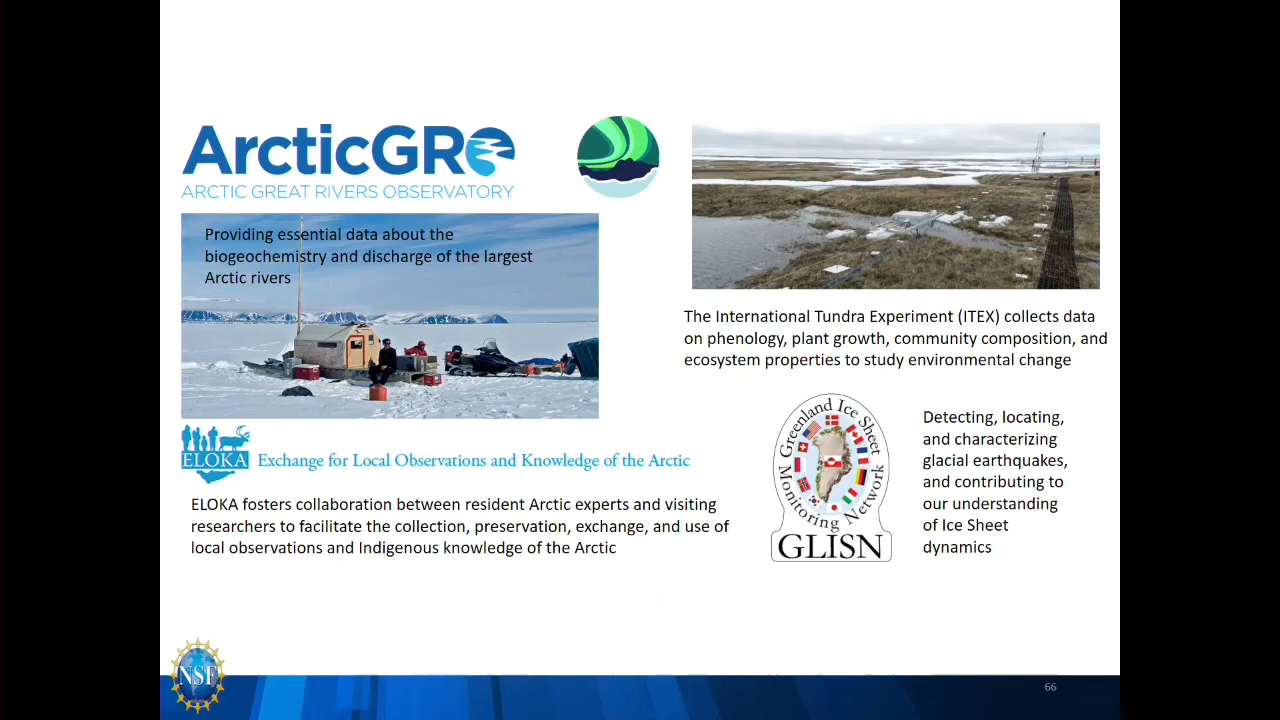 ArcticGRO
ARCTIC GREAT RIVERS OBSERVATORY
Providing essential data about the
biogeochemistry and discharge of the largest
Arctic rivers
ELOKA
Exchange for Local Observations and Knowledge of the Arctic
ELOKA fosters collaboration between resident Arctic experts and visiting
researchers to facilitate the collection, preservation, exchange, and use of
local observations and Indigenous knowledge of the Arctic
The International Tundra Experiment (ITEX) collects data
on phenology, plant growth, community composition, and
ecosystem properties to study environmental change
Greenland Ice Sheet
Monitoring Network
GLISN
Detecting, locating,
and characterizing
glacial earthquakes,
and contributing to
our understanding
of Ice Sheet
dynamics
NSF
66